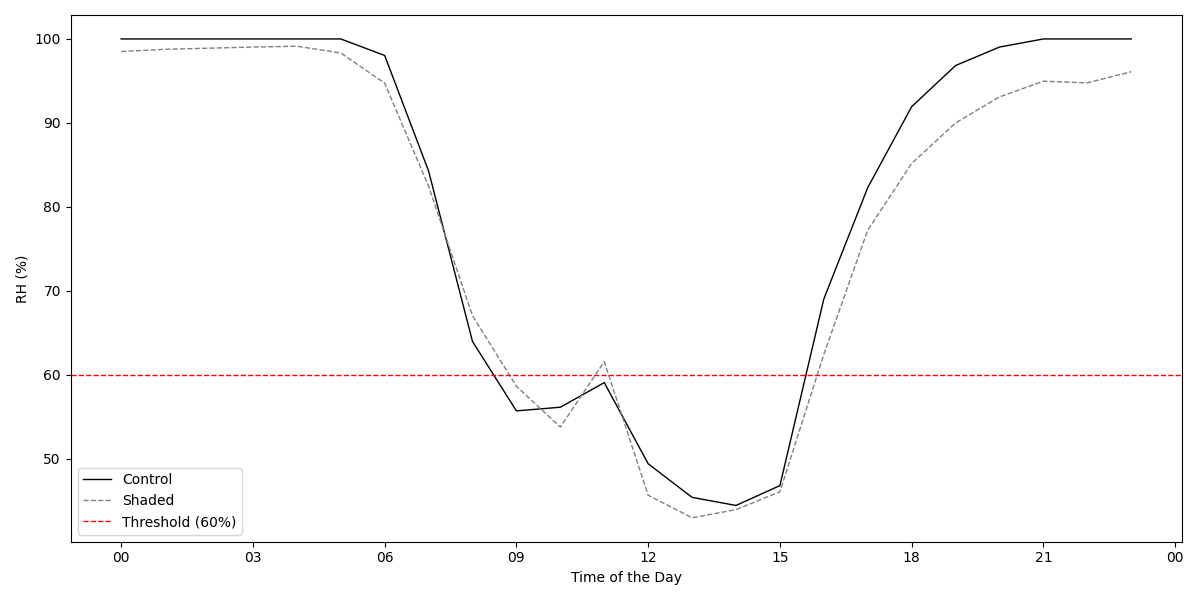 100
90
80
70
60
50
RH (%)
Control
Shaded
Threshold (60%)
00 03 06 09 12 15 18 21 00
Time of the Day